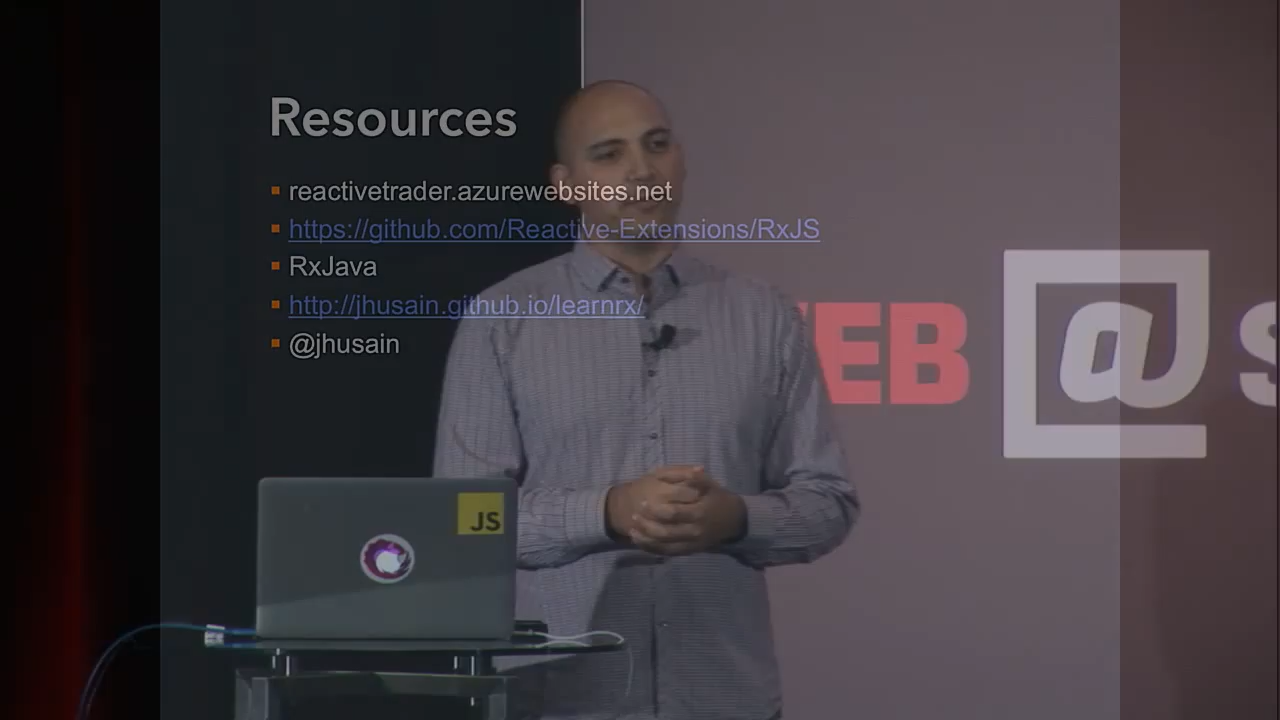 Resources
reactivetrader.azurewebsites.net
https://github.com/Reactive-Extensions/RxJS
RxJava
http://jhusain.github.io/learnrx/
@jhusain
EB @ S
JS